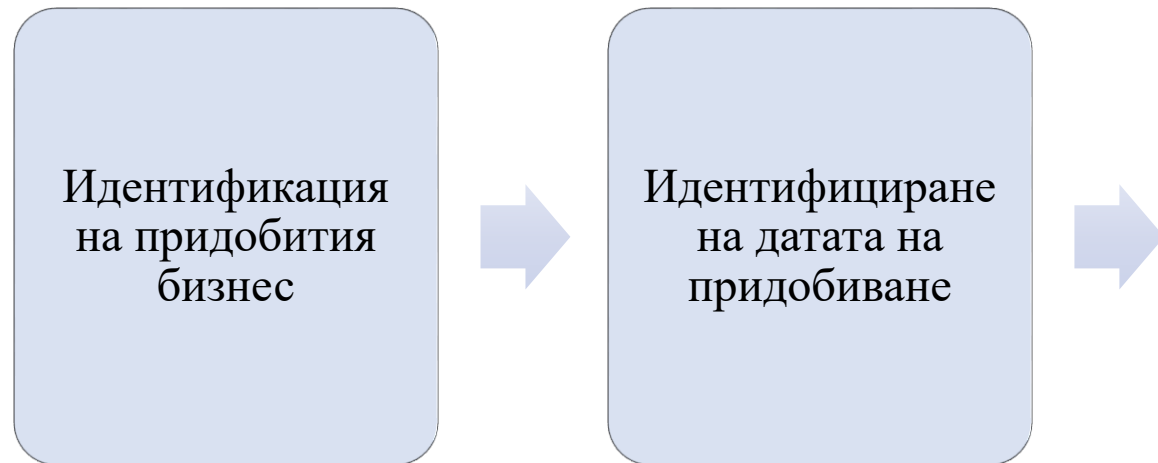 Идентификация
на придобития
бизнес
Идентифициране
на датата на
придобиване